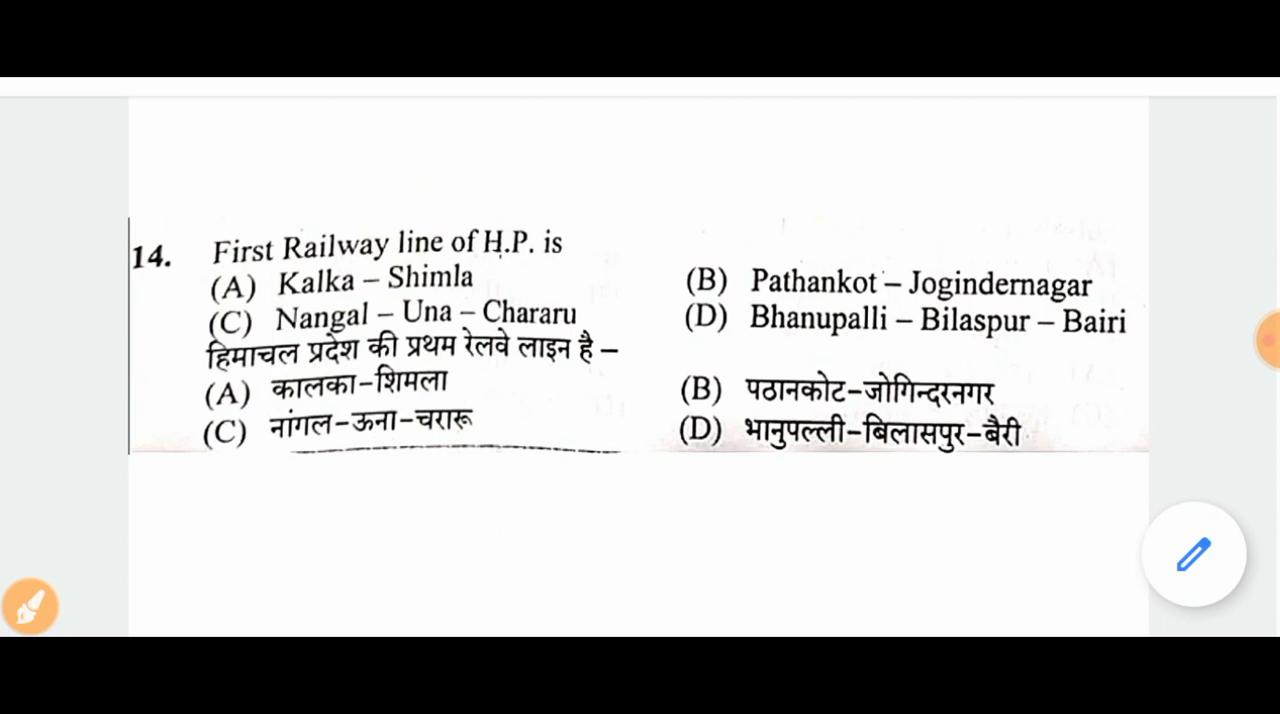 14. First Railway line of H.P. is
(A) Kalka – Shimla (B) Pathankot – Jogindernagar
(C) Nangal – Una – Chararu (D) Bhanupalli – Bilaspur – Bairi
हिमाचल प्रदेश की प्रथम रेलवे लाइन है –
(A) कालका-शिमला (B) पठानकोट-जोगिन्दरनगर
(C) नांगल-ऊना-चरारू (D) भानुपल्ली-बिलासपुर-बैरी